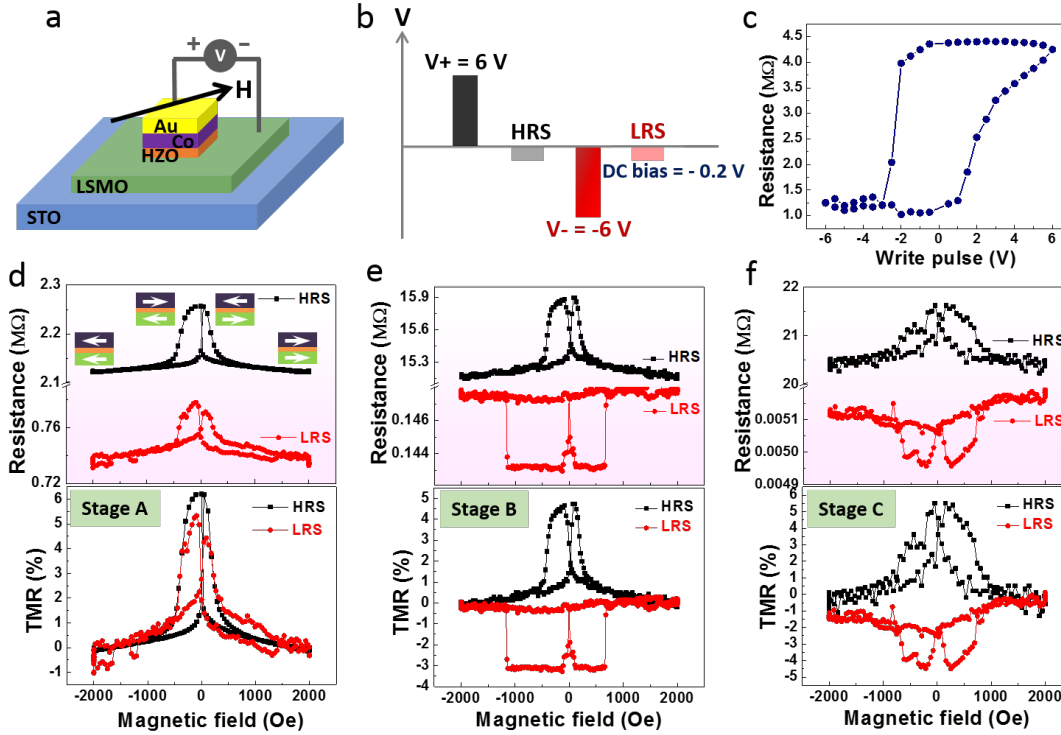 a
+
V
-
H
Au
Co
HZO
LSMO
STO
b
V
V+ = 6 V
HRS
LRS
DC bias = - 0.2 V
V- = -6 V
c
Resistance (MΩ)
4.5
4.0
3.5
3.0
2.5
2.0
1.5
1.0
-6 -4 -2 0 2 4 6
Write pulse (V)
d
Resistance (MΩ)
2.3
2.2
2.1
0.76
0.72
HRS
LRS
TMR (%)
6
5
4
3
2
1
0
-1
Stage A
HRS
LRS
-2000 -1000 0 1000 2000
Magnetic field (Oe)
e
Resistance (MΩ)
15.9
15.6
15.3
0.146
0.144
HRS
LRS
TMR (%)
5
4
3
2
1
0
-1
-2
-3
-4
Stage B
HRS
LRS
-2000 -1000 0 1000 2000
Magnetic field (Oe)
f
Resistance (MΩ)
22
21
20
0.0051
0.0050
0.0049
HRS
LRS
TMR (%)
6
5
4
3
2
1
0
-1
-2
-3
-4
-5
Stage C
HRS
LRS
-2000 -1000 0 1000 2000
Magnetic field (Oe)